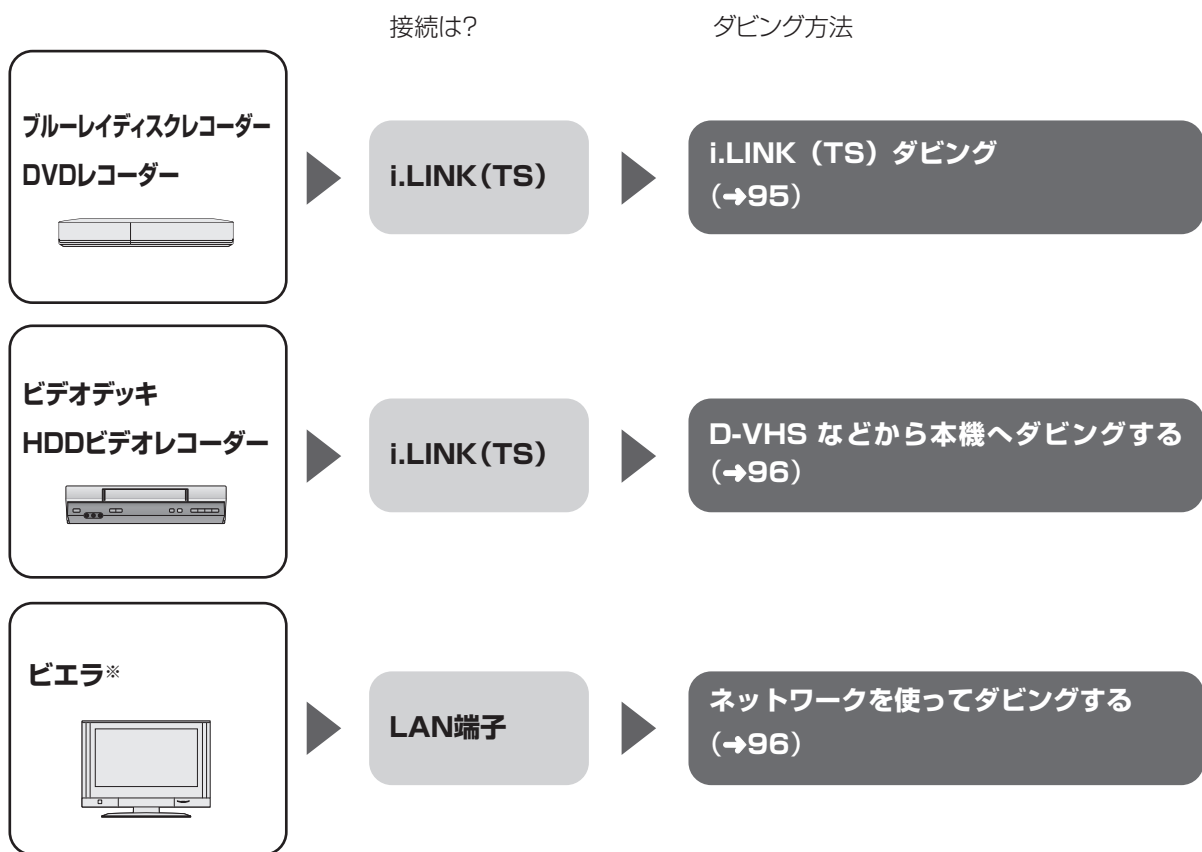 接続は?
ダビング方法
ブルーレイディスクレコーダー
DVDレコーダー
i.LINK(TS)
i.LINK（TS）ダビング
(➜95)
ビデオデッキ
HDDビデオレコーダー
i.LINK(TS)
D-VHS などから本機へダビングする
(➜96)
ビエラ※
LAN端子
ネットワークを使ってダビングする
(➜96)